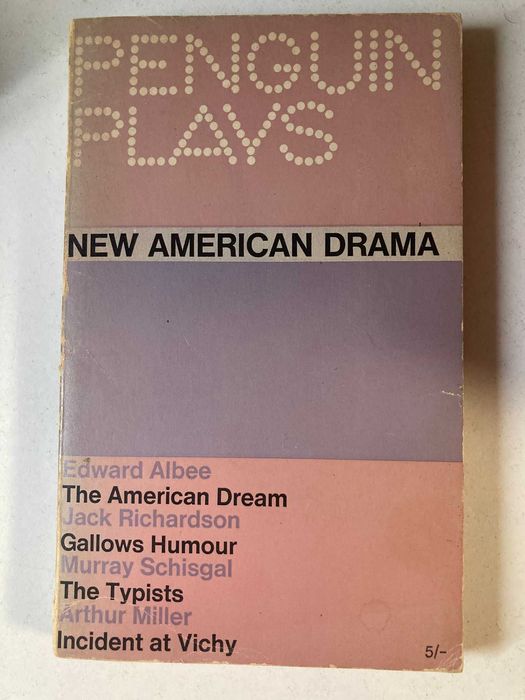 PENGUIN
PLAYS
NEW AMERICAN DRAMA
Edward Albee
The American Dream
Jack Richardson
Gallows Humour
Murray Schisgal
The Typists
Arthur Miller
Incident at Vichy
5/-